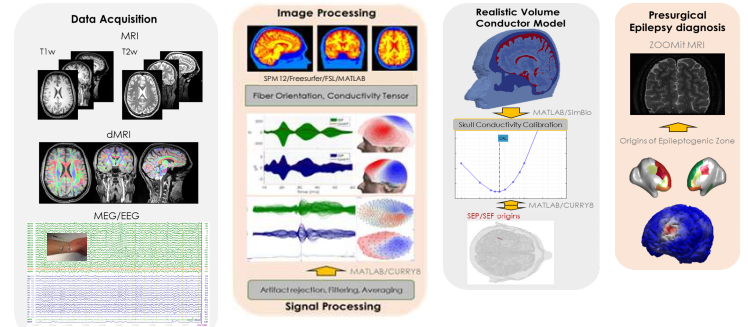 Data Acquisition
MRI
T1w
T2w
dMRI
MEG/EEG
Image Processing
SPM12/Freesurfer/FSL/MATLAB
Fiber Orientation, Conductivity Tensor
MATLAB/CURRY8
Artifact rejection, Filtering, Averaging
Signal Processing
Realistic Volume
Conductor Model
MATLAB/SimBio
Skull Conductivity Calibration
MATLAB/CURRY8
SEP/SEF origins
Presurgical
Epilepsy diagnosis
ZOOMit MRI
Origins of Epileptogenic Zone